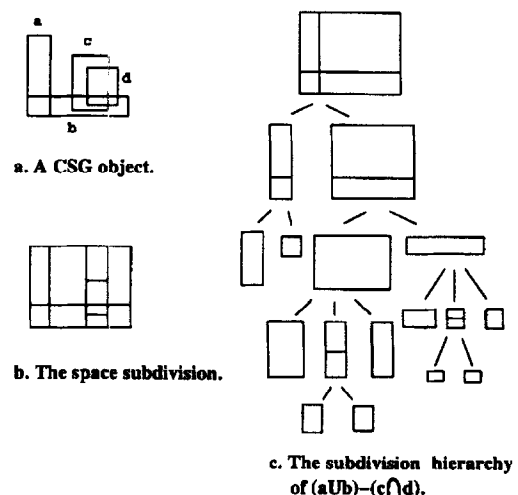 a
c
d
b
a. A CSG object.
b. The space subdivision.
c. The subdivision hierarchy
of (aUb)–(c⋂d).